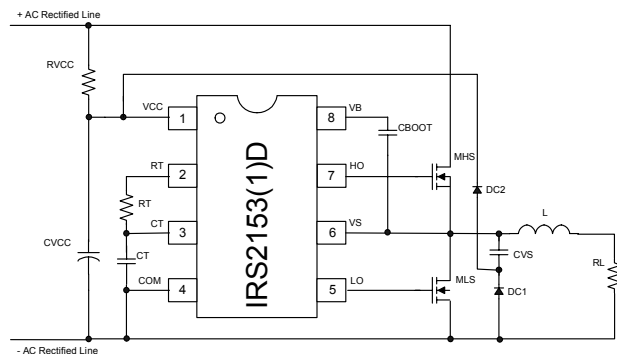 + AC Rectified Line
RVCC
VCC
1
8
VB
CBOOT
MHS
RT
2
7
HO
DC2
RT
CT
3
6
VS
L
CVCC
CT
CVS
RL
COM
4
5
LO
MLS
DC1
IRS2153(1)D
- AC Rectified Line